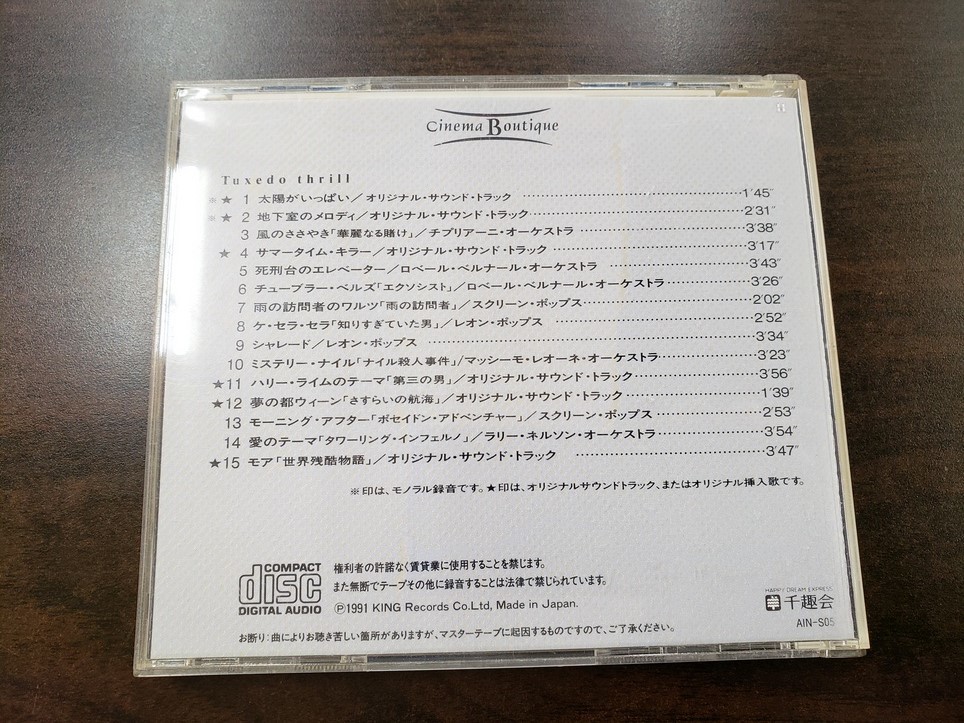 Cinema Boutique
Tuxedo thrill
※ ★ 1 太陽がいっぱい／オリジナル・サウンド・トラック ……… 1′45″
※ ★ 2 地下室のメロディ／オリジナル・サウンド・トラック ……… 2′31″
3 風のささやき「華麗なる賭け」／チプリアーニ・オーケストラ ……… 3′38″
★ 4 サマータイム・キラー／オリジナル・サウンド・トラック ……… 3′17″
5 死刑台のエレベーター／ロベール・ベルナール・オーケストラ ……… 3′43″
6 チューブラー・ベルズ「エクソシスト」／ロベール・ベルナール・オーケストラ ……… 3′26″
7 雨の訪問者のワルツ「雨の訪問者」／スクリーン・ポップス ……… 2′02″
8 ケ・セラ・セラ「知りすぎていた男」／レオン・ポップス ……… 2′52″
9 シャレード／レオン・ポップス ……… 3′34″
10 ミステリー・ナイル「ナイル殺人事件」/マッシーモ・レオーネ・オーケストラ ……… 3′23″
★11 ハリー・ライムのテーマ「第三の男」／オリジナル・サウンド・トラック ……… 3′56″
★12 夢の都ウィーン「さすらいの航海」／オリジナル・サウンド・トラック ……… 1′39″
13 モーニング・アフター「ポセイドン・アドベンチャー」／スクリーン・ポップス ……… 2′53″
14 愛のテーマ「タワーリング・インフェルノ」／ラリー・ネルソン・オーケストラ ……… 3′54″
★15 モア「世界残酷物語」／オリジナル・サウンド・トラック ……… 3′47″
※印は、モノラル録音です。★印は、オリジナルサウンドトラック、またはオリジナル挿入歌です。
COMPACT
disc
DIGITAL AUDIO
権利者の許諾なく賃貸業に使用することを禁じます。
また無断でテープその他に録音することは法律で禁じられています。
Ⓟ1991 KING Records Co.Ltd, Made in Japan.
HAPPY DREAM EXPRESS
千趣会
AIN-S05
お断り：曲によりお聴き苦しい箇所がありますが、マスターテープに起因するものですので、ご了承ください。